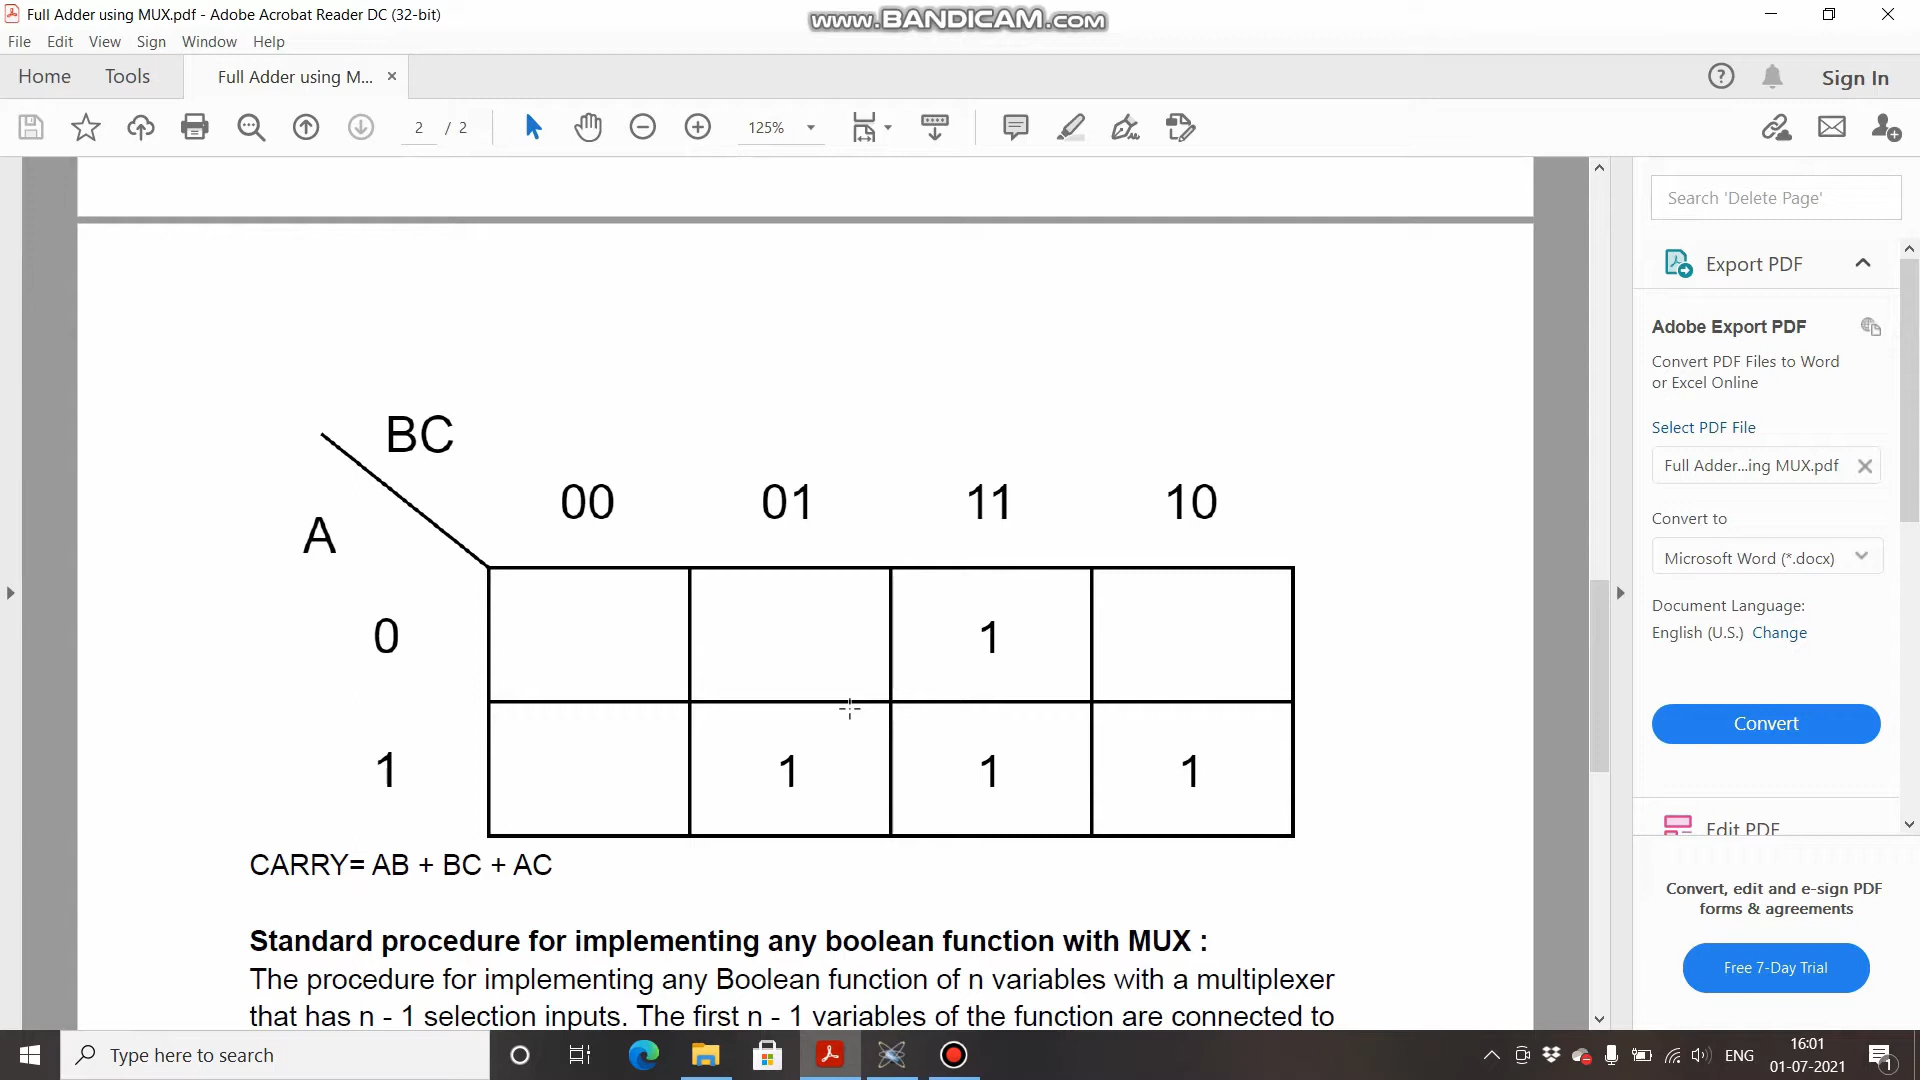 Full Adder using MUX.pdf - Adobe Acrobat Reader DC (32-bit)
www.BANDICAM.com
File Edit View Sign Window Help
Home Tools Full Adder using M... × Sign In
2 / 2 125%
Search 'Delete Page'
Export PDF
Adobe Export PDF
Convert PDF Files to Word
or Excel Online
Select PDF File
Full Adder...ing MUX.pdf
Convert to
Microsoft Word (*.docx)
Document Language:
English (U.S.) Change
Convert
Edit PDF
Convert, edit and e-sign PDF
forms & agreements
Free 7-Day Trial
BC
A
00 01 11 10
0 1
1 1 1 1
CARRY= AB + BC + AC
Standard procedure for implementing any boolean function with MUX :
The procedure for implementing any Boolean function of n variables with a multiplexer
that has n - 1 selection inputs. The first n - 1 variables of the function are connected to
Type here to search
ENG
16:01
01-07-2021
1